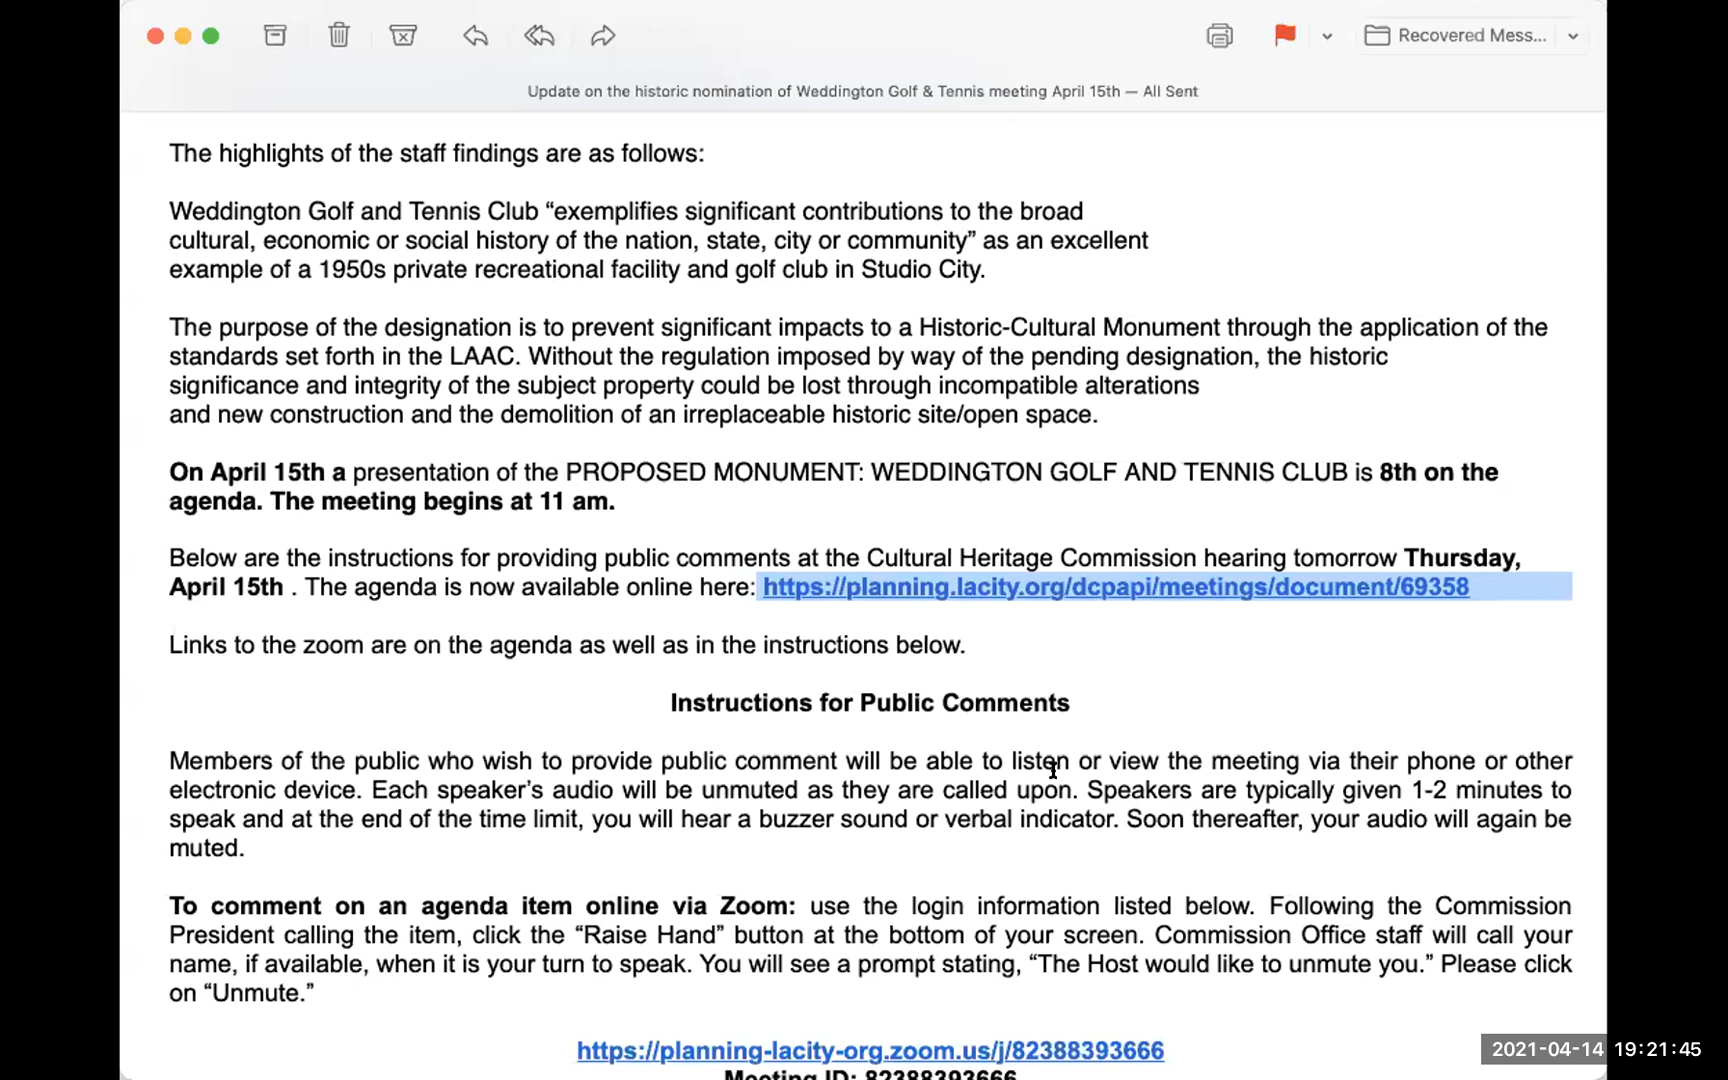 Recovered Mess...
Update on the historic nomination of Weddington Golf & Tennis meeting April 15th — All Sent
The highlights of the staff findings are as follows:
Weddington Golf and Tennis Club “exemplifies significant contributions to the broad
cultural, economic or social history of the nation, state, city or community” as an excellent
example of a 1950s private recreational facility and golf club in Studio City.
The purpose of the designation is to prevent significant impacts to a Historic-Cultural Monument through the application of the
standards set forth in the LAAC. Without the regulation imposed by way of the pending designation, the historic
significance and integrity of the subject property could be lost through incompatible alterations
and new construction and the demolition of an irreplaceable historic site/open space.
On April 15th a presentation of the PROPOSED MONUMENT: WEDDINGTON GOLF AND TENNIS CLUB is 8th on the
agenda. The meeting begins at 11 am.
Below are the instructions for providing public comments at the Cultural Heritage Commission hearing tomorrow Thursday,
April 15th . The agenda is now available online here: https://planning.lacity.org/dcpapi/meetings/document/69358
Links to the zoom are on the agenda as well as in the instructions below.
Instructions for Public Comments
Members of the public who wish to provide public comment will be able to listen or view the meeting via their phone or other
electronic device. Each speaker’s audio will be unmuted as they are called upon. Speakers are typically given 1-2 minutes to
speak and at the end of the time limit, you will hear a buzzer sound or verbal indicator. Soon thereafter, your audio will again be
muted.
To comment on an agenda item online via Zoom: use the login information listed below. Following the Commission
President calling the item, click the “Raise Hand” button at the bottom of your screen. Commission Office staff will call your
name, if available, when it is your turn to speak. You will see a prompt stating, “The Host would like to unmute you.” Please click
on “Unmute.”
https://planning-lacity-org.zoom.us/j/82388393666
Meeting ID: 82388393666
2021-04-14 19:21:45